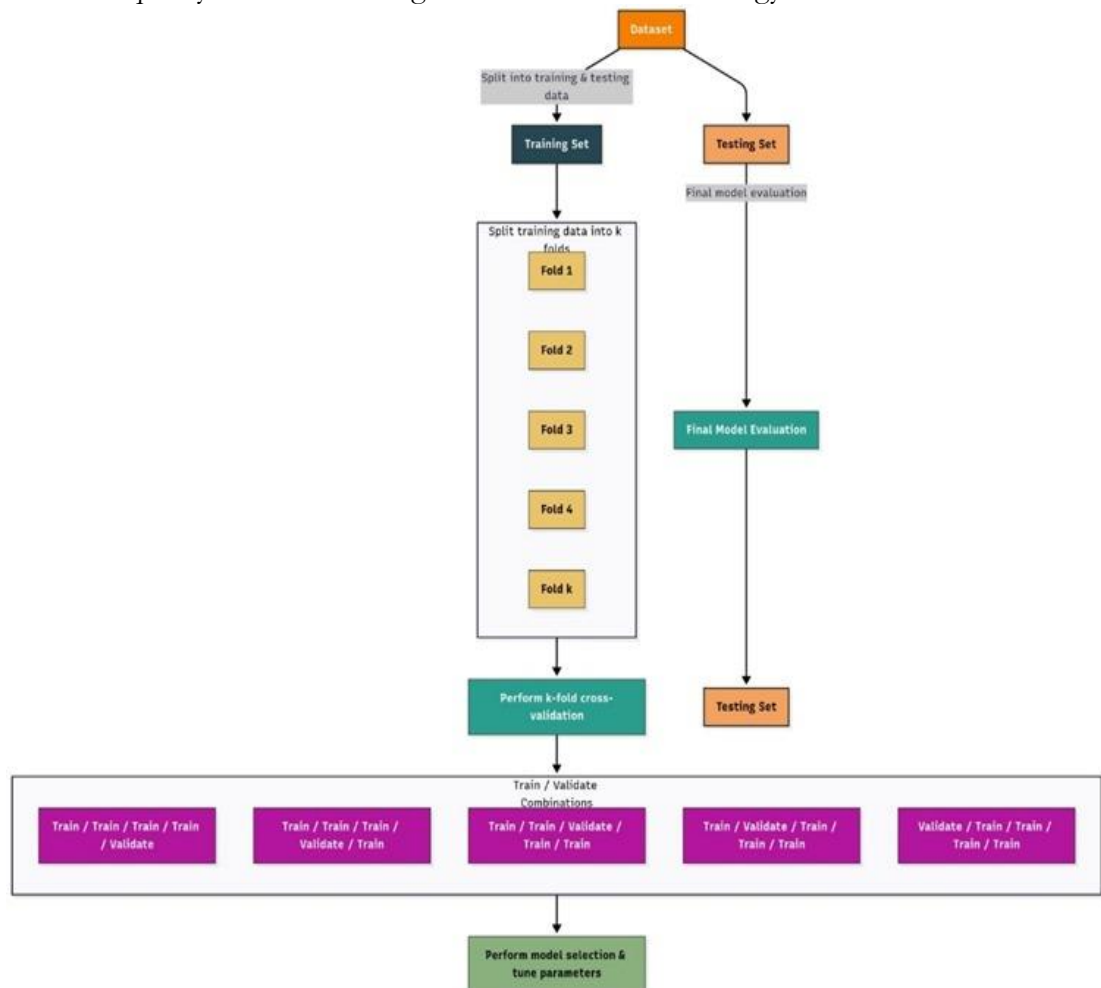 Dataset
Split into training & testing
data
Training Set
Testing Set
Final model evaluation
Split training data into k
folds
Fold 1
Fold 2
Fold 3
Final Model Evaluation
Fold 4
Fold k
Perform k-fold cross-
validation
Testing Set
Train / Validate
Combinations
Train / Train / Train / Train
/ Validate
Train / Train / Train /
Validate / Train
Train / Train / Validate /
Train / Train
Train / Validate / Train /
Train / Train
Validate / Train / Train /
Train / Train
Perform model selection &
tune parameters